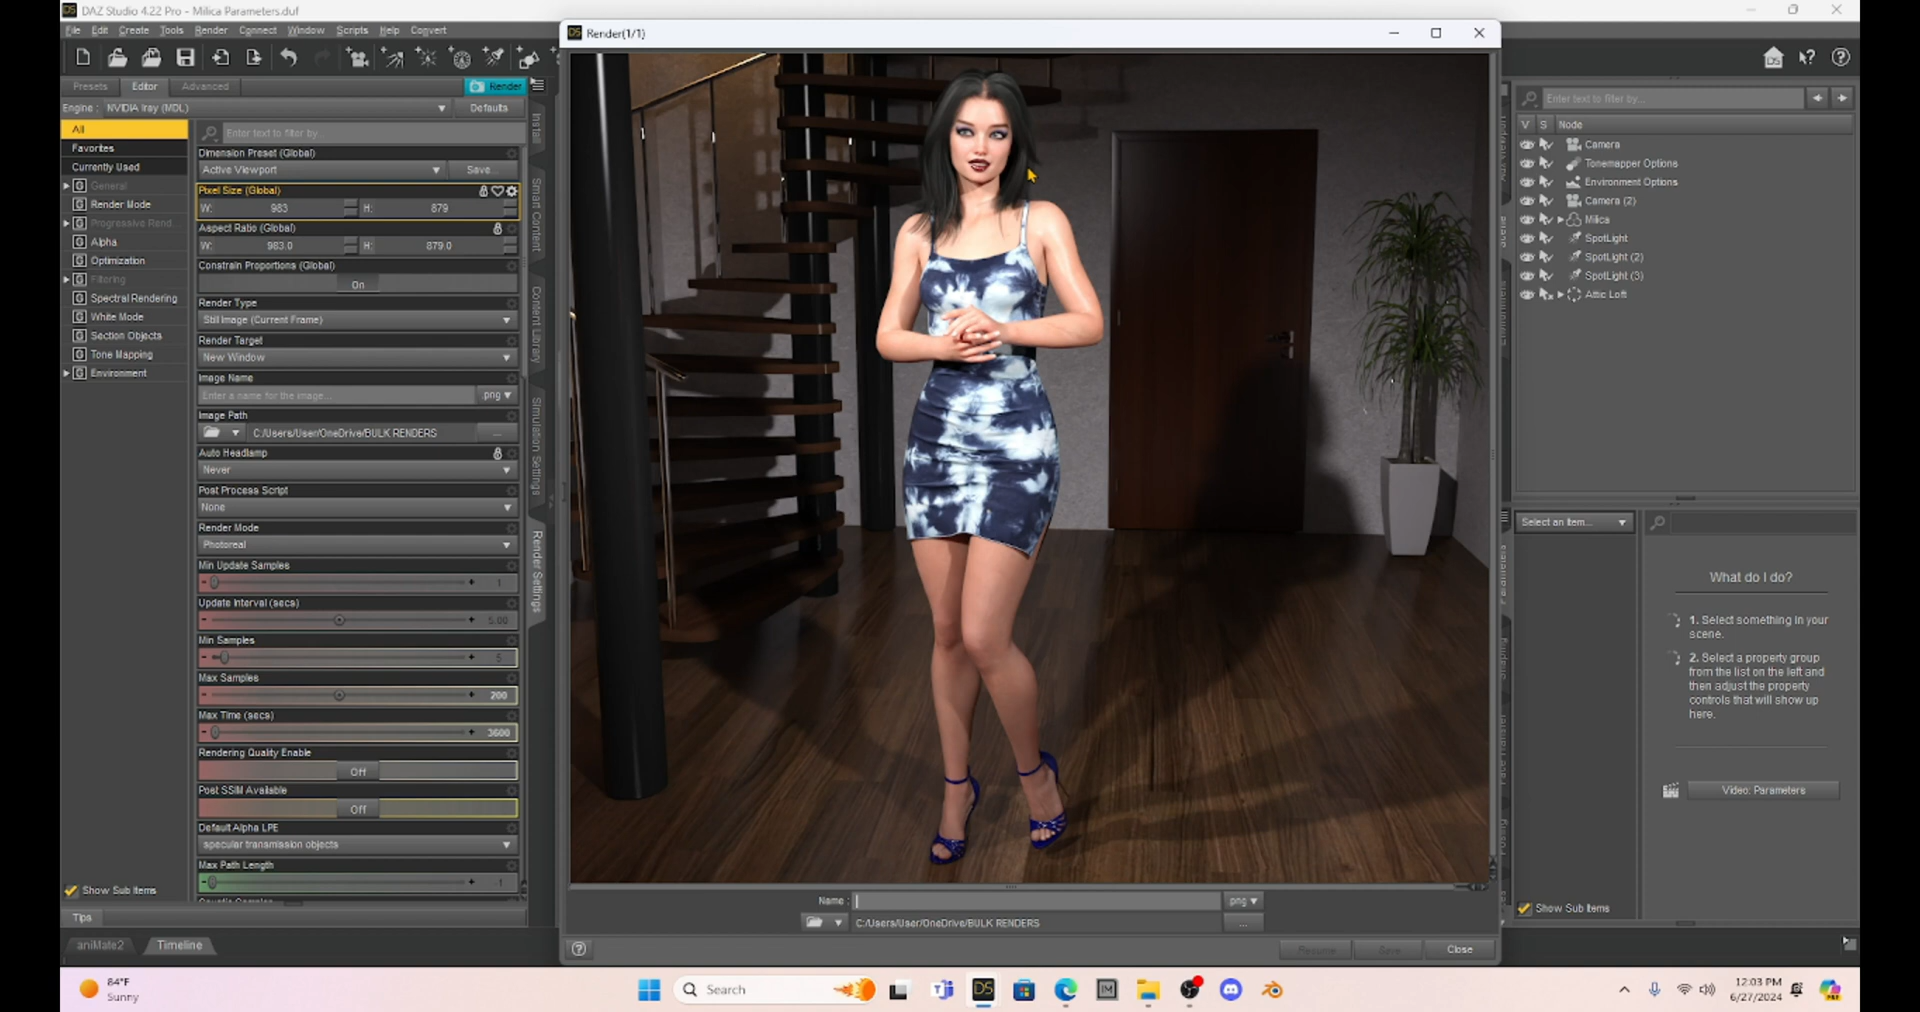 DAZ Studio 4.22 Pro - Milica Parameters.duf
File Edit Create Tools Render Connect Window Scripts Help Convert
Presets Editor Advanced Render
Engine : NVIDIA Iray (MDL) Defaults
All
Favorites
Currently Used
General
Render Mode
Progressive Rend...
Alpha
Optimization
Filtering
Spectral Rendering
White Mode
Section Objects
Tone Mapping
Environment
Show Sub Items
Tips
aniMate2 Timeline
Enter text to filter by...
Dimension Preset (Global)
Active Viewport Save...
Pixel Size (Global)
W: 983 H: 879
Aspect Ratio (Global)
W: 983.0 H: 879.0
Constrain Proportions (Global)
On
Render Type
Still Image (Current Frame)
Render Target
New Window
Image Name
Enter a name for the image... .png
Image Path
C:/Users/User/OneDrive/BULK RENDERS ...
Auto Headlamp
Never
Post Process Script
None
Render Mode
Photoreal
Min Update Samples
1
Update Interval (secs)
5.00
Min Samples
5
Max Samples
200
Max Time (secs)
3600
Rendering Quality Enable
Off
Post SSIM Available
Off
Default Alpha LPE
specular transmission objects
Max Path Length
-1
Install
Smart Content
Content Library
Simulation Settings
Render Settings
Render(1/1)
Name :
png
C:/Users/User/OneDrive/BULK RENDERS ...
Resume Save Close
Enter text to filter by...
V S Node
Camera
Tonemapper Options
Environment Options
Camera (2)
Milica
SpotLight
SpotLight (2)
SpotLight (3)
Attic Loft
Environment
Parameters
Shaping
Face Transfer
Posing
Select an item...
What do I do?
1. Select something in your
scene.
2. Select a property group
from the list on the left and
then adjust the property
controls that will show up
here.
Video: Parameters
Show Sub Items
84°F
Sunny
Search
12:03 PM
6/27/2024